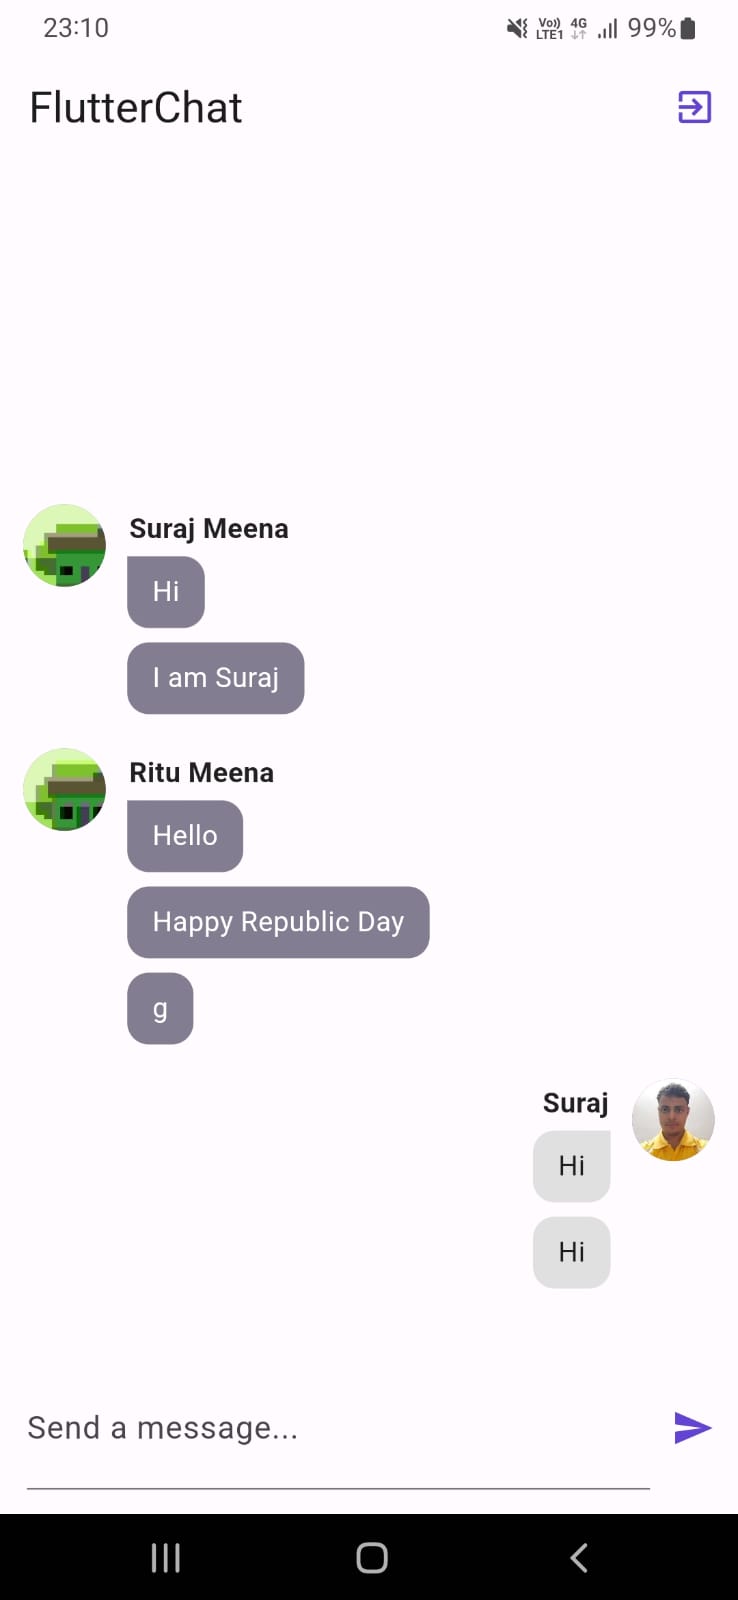 23:10
Vo)) LTE1 4G 99%
FlutterChat
Suraj Meena
Hi
I am Suraj
Ritu Meena
Hello
Happy Republic Day
g
Suraj
Hi
Hi
Send a message...